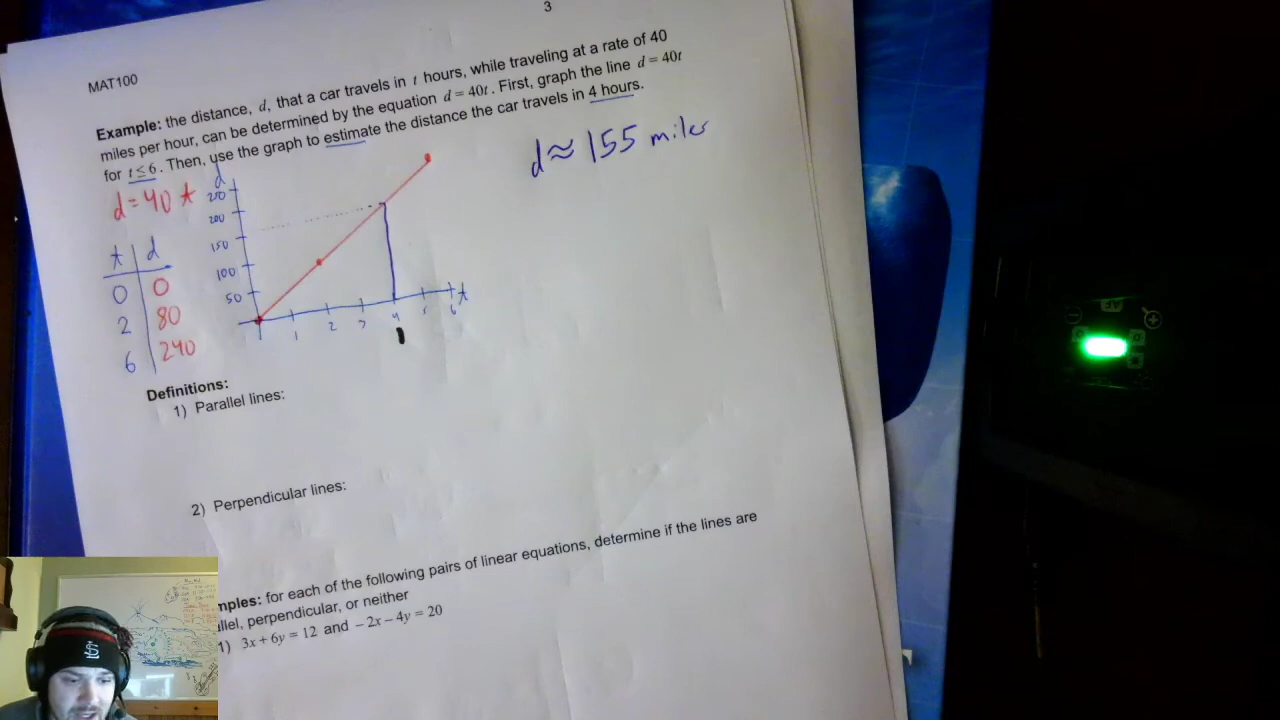 3
MAT100
Example: the distance, d, that a car travels in t hours, while traveling at a rate of 40
miles per hour, can be determined by the equation d = 40t. First, graph the line d = 40t
for t ≤ 6. Then, use the graph to estimate the distance the car travels in 4 hours.
d ≈ 155 miles
d = 40 t
d
250
200
150
100
50
1 2 3 4 5 6 t
t d
0 0
2 80
6 240
Definitions:
1) Parallel lines:
2) Perpendicular lines:
mples: for each of the following pairs of linear equations, determine if the lines are
llel, perpendicular, or neither
1) 3x + 6y = 12 and − 2x − 4y = 20